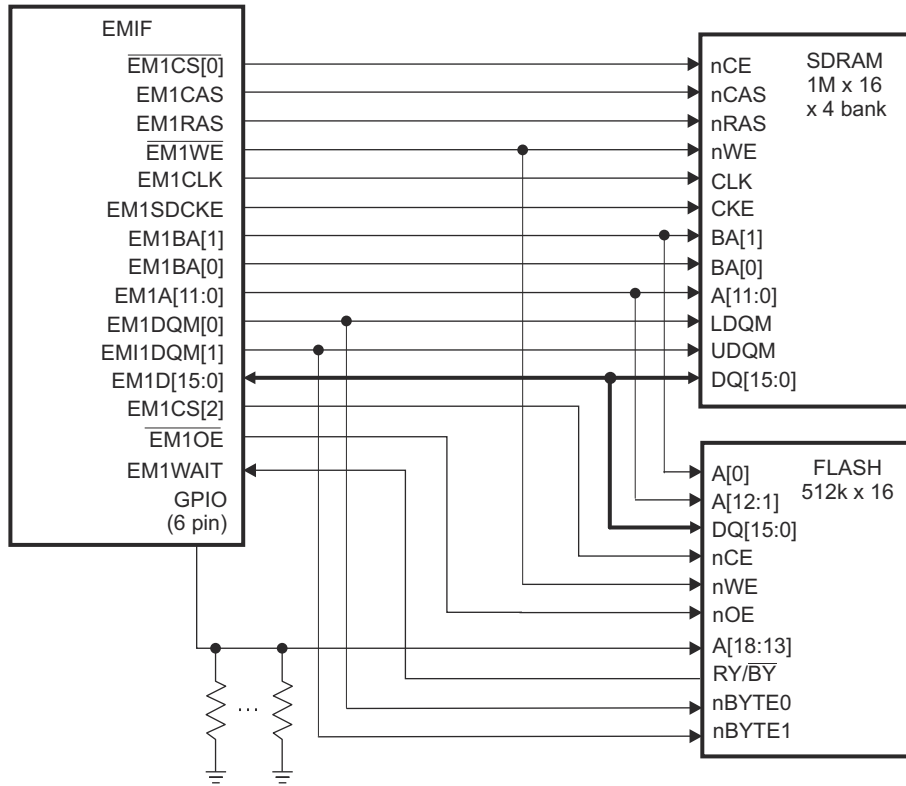 EMIF
EM1CS[0]
EM1CAS
EM1RAS
EM1WE
EM1CLK
EM1SDCKE
EM1BA[1]
EM1BA[0]
EM1A[11:0]
EM1DQM[0]
EMI1DQM[1]
EM1D[15:0]
EM1CS[2]
EM1OE
EM1WAIT
GPIO
(6 pin)
SDRAM
1M x 16
x 4 bank
nCE
nCAS
nRAS
nWE
CLK
CKE
BA[1]
BA[0]
A[11:0]
LDQM
UDQM
DQ[15:0]
FLASH
512k x 16
A[0]
A[12:1]
DQ[15:0]
nCE
nWE
nOE
A[18:13]
RY/BY
nBYTE0
nBYTE1
...